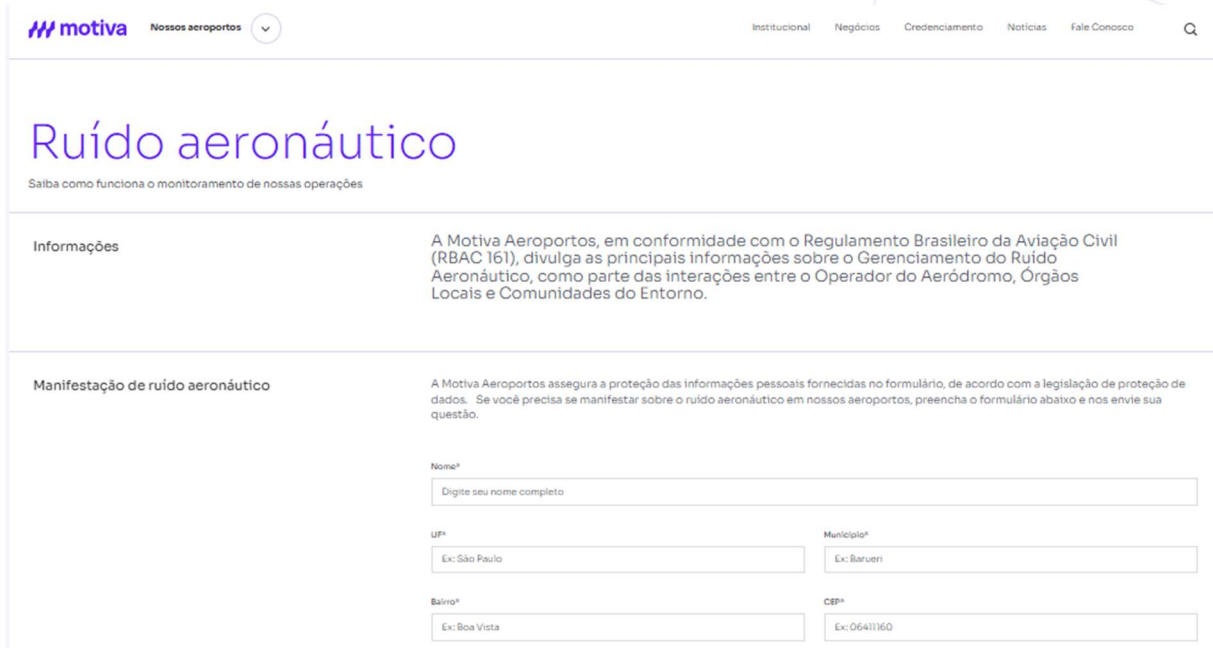 motiva Nossos aeroportos Institucional Negócios Credenciamento Notícias Fale Conosco
Ruído aeronáutico
Saiba como funciona o monitoramento de nossas operações
Informações
A Motiva Aeroportos, em conformidade com o Regulamento Brasileiro da Aviação Civil
(RBAC 161), divulga as principais informações sobre o Gerenciamento do Ruído
Aeronáutico, como parte das interações entre o Operador do Aeródromo, Órgãos
Locais e Comunidades do Entorno.
Manifestação de ruído aeronáutico
A Motiva Aeroportos assegura a proteção das informações pessoais fornecidas no formulário, de acordo com a legislação de proteção de
dados. Se você precisa se manifestar sobre o ruído aeronáutico em nossos aeroportos, preencha o formulário abaixo e nos envie sua
questão.
Nome*
Digite seu nome completo
UF* Município*
Ex: São Paulo Ex: Barueri
Bairro* CEP*
Ex: Boa Vista Ex: 06411160